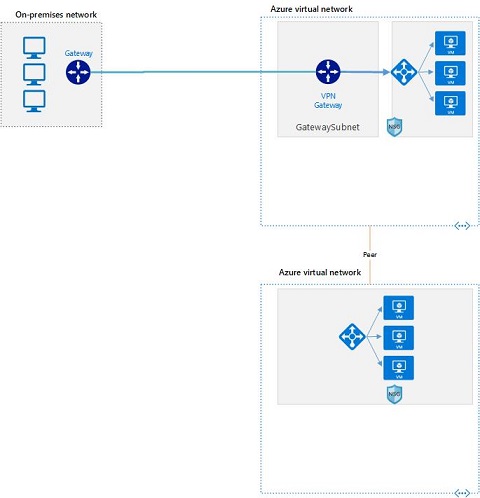 On-premises network
Gateway
Azure virtual network
VPN
Gateway
GatewaySubnet
VM
VM
VM
NSG
Peer
Azure virtual network
VM
VM
VM
NSG